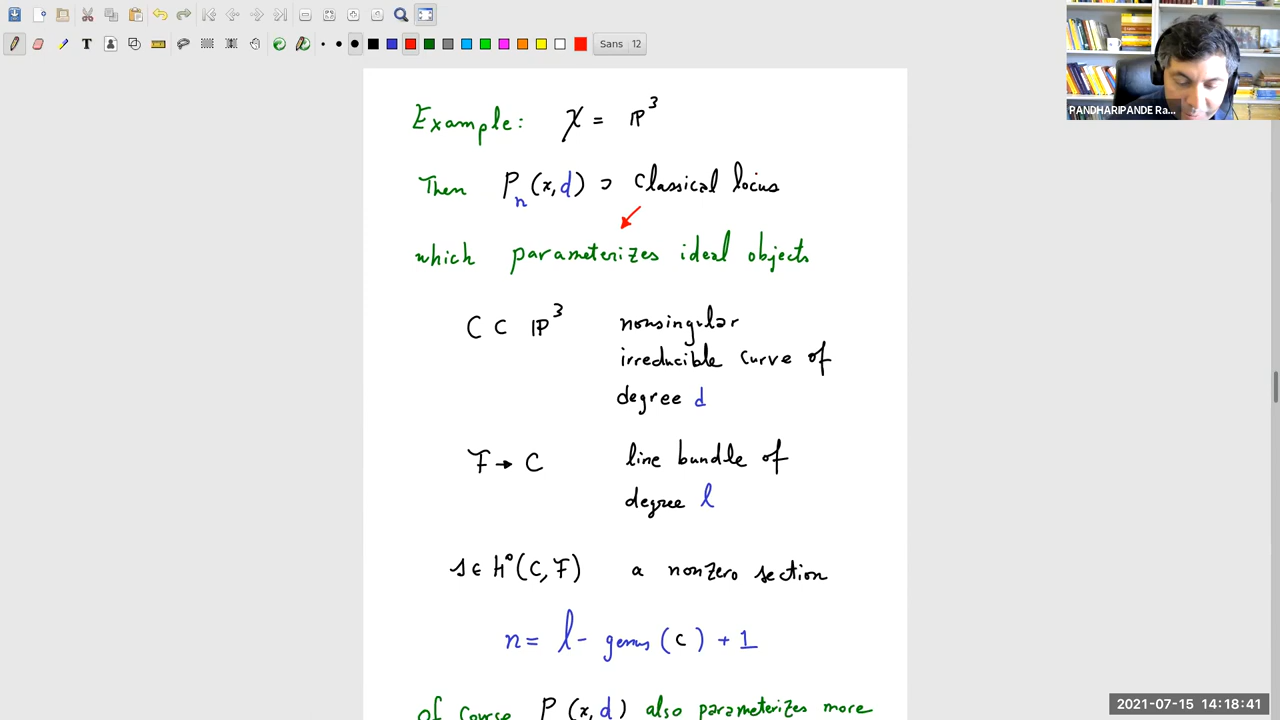 Sans 12
PANDHARIPANDE Ra...
Example: X = ℙ³
Then Pₙ(x,d) ⊃ classical locus
which parameterizes ideal objects
C ⊂ ℙ³ nonsingular
irreducible curve of
degree d
F → C line bundle of
degree l
s ∈ H⁰(C, F) a nonzero section
n = l - genus (C) + 1
Of course P (x,d) also parameterizes more
2021-07-15 14:18:41